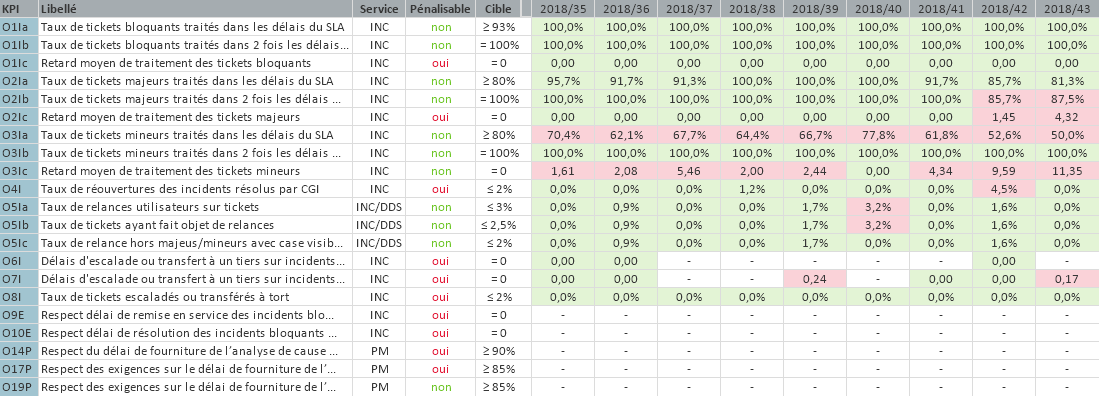 KPI Libellé Service Pénalisable Cible 2018/35 2018/36 2018/37 2018/38 2018/39 2018/40 2018/41 2018/42 2018/43
O1Ia Taux de tickets bloquants traités dans les délais du SLA INC non ≥ 93% 100,0% 100,0% 100,0% 100,0% 100,0% 100,0% 100,0% 100,0% 100,0%
O1Ib Taux de tickets bloquants traités dans 2 fois les délais... INC non = 100% 100,0% 100,0% 100,0% 100,0% 100,0% 100,0% 100,0% 100,0% 100,0%
O1Ic Retard moyen de traitement des tickets bloquants INC oui = 0 0,00 0,00 0,00 0,00 0,00 0,00 0,00 0,00 0,00
O2Ia Taux de tickets majeurs traités dans les délais du SLA INC non ≥ 80% 95,7% 91,7% 91,3% 100,0% 100,0% 100,0% 91,7% 85,7% 81,3%
O2Ib Taux de tickets majeurs traités dans 2 fois les délais ... INC non = 100% 100,0% 100,0% 100,0% 100,0% 100,0% 100,0% 100,0% 85,7% 87,5%
O2Ic Retard moyen de traitement des tickets majeurs INC oui = 0 0,00 0,00 0,00 0,00 0,00 0,00 0,00 1,45 4,32
O3Ia Taux de tickets mineurs traités dans les délais du SLA INC non ≥ 80% 70,4% 62,1% 67,7% 64,4% 66,7% 77,8% 61,8% 52,6% 50,0%
O3Ib Taux de tickets mineurs traités dans 2 fois les délais ... INC non = 100% 100,0% 100,0% 100,0% 100,0% 100,0% 100,0% 100,0% 100,0% 100,0%
O3Ic Retard moyen de traitement des tickets mineurs INC non = 0 1,61 2,08 5,46 2,00 2,44 0,00 4,34 9,59 11,35
O4I Taux de réouvertures des incidents résolus par CGI INC oui ≤ 2% 0,0% 0,0% 0,0% 1,2% 0,0% 0,0% 0,0% 4,5% 0,0%
O5Ia Taux de relances utilisateurs sur tickets INC/DDS non ≤ 3% 0,0% 0,9% 0,0% 0,0% 1,7% 3,2% 0,0% 1,6% 0,0%
O5Ib Taux de tickets ayant fait objet de relances INC/DDS non ≤ 2,5% 0,0% 0,9% 0,0% 0,0% 1,7% 3,2% 0,0% 1,6% 0,0%
O5Ic Taux de relance hors majeus/mineurs avec case visib... INC/DDS non ≤ 2% 0,0% 0,9% 0,0% 0,0% 1,7% 0,0% 0,0% 1,6% 0,0%
O6I Délais d'escalade ou transfert à un tiers sur incidents... INC oui = 0 0,00 0,00 - - - - - 0,00 -
O7I Délais d'escalade ou transfert à un tiers sur incidents... INC oui = 0 0,00 0,00 - - 0,24 - 0,00 0,00 0,17
O8I Taux de tickets escaladés ou transférés à tort INC oui ≤ 2% 0,0% 0,0% 0,0% 0,0% 0,0% 0,0% 0,0% 0,0% 0,0%
O9E Respect délai de remise en service des incidents blo... INC oui = 0 - - - - - - - - -
O10E Respect délai de résolution des incidents bloquants ... INC oui = 0 - - - - - - - - -
O14P Respect du délai de fourniture de l’analyse de cause ... PM oui ≥ 90% - - - - - - - - -
O17P Respect des exigences sur le délai de fourniture de l’... PM oui ≥ 85% - - - - - - - - -
O19P Respect des exigences sur le délai de fourniture de l’... PM non ≥ 85% - - - - - - - - -